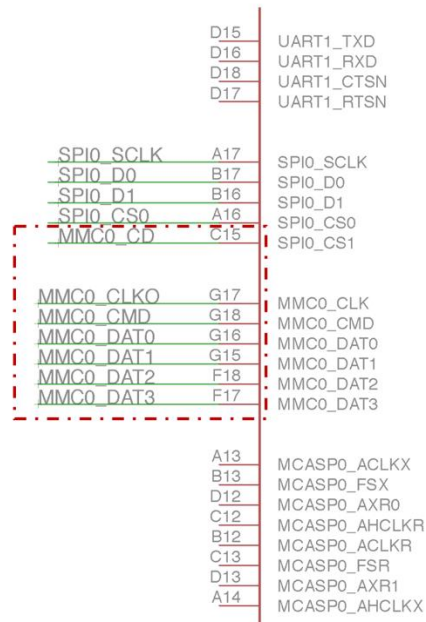 D15 UART1_TXD
D16 UART1_RXD
D18 UART1_CTSN
D17 UART1_RTSN
SPI0_SCLK A17 SPI0_SCLK
SPI0_D0 B17 SPI0_D0
SPI0_D1 B16 SPI0_D1
SPI0_CS0 A16 SPI0_CS0
MMC0_CD C15 SPI0_CS1
MMC0_CLKO G17 MMC0_CLK
MMC0_CMD G18 MMC0_CMD
MMC0_DAT0 G16 MMC0_DAT0
MMC0_DAT1 G15 MMC0_DAT1
MMC0_DAT2 F18 MMC0_DAT2
MMC0_DAT3 F17 MMC0_DAT3
A13 MCASP0_ACLKX
B13 MCASP0_FSX
D12 MCASP0_AXR0
C12 MCASP0_AHCLKR
B12 MCASP0_ACLKR
C13 MCASP0_FSR
D13 MCASP0_AXR1
A14 MCASP0_AHCLKX